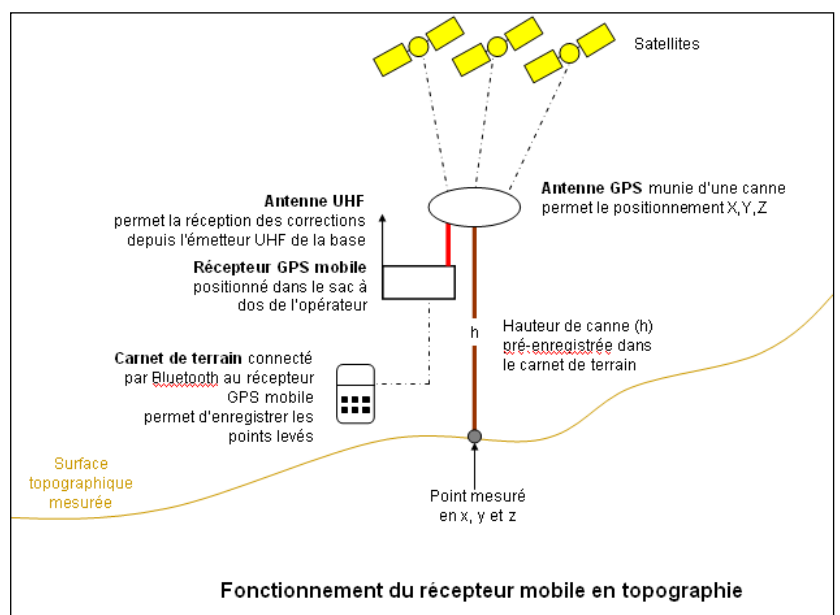 Satellites
Antenne UHF
permet la réception des corrections
depuis l'émetteur UHF de la base
Antenne GPS munie d'une canne
permet le positionnement X,Y,Z
Récepteur GPS mobile
positionné dans le sac à
dos de l'opérateur
h
Hauteur de canne (h)
pré-enregistrée dans
le carnet de terrain
Carnet de terrain connecté
par Bluetooth au récepteur
GPS mobile
permet d'enregistrer les
points levés
Surface
topographique
mesurée
Point mesuré
en x, y et z
Fonctionnement du récepteur mobile en topographie